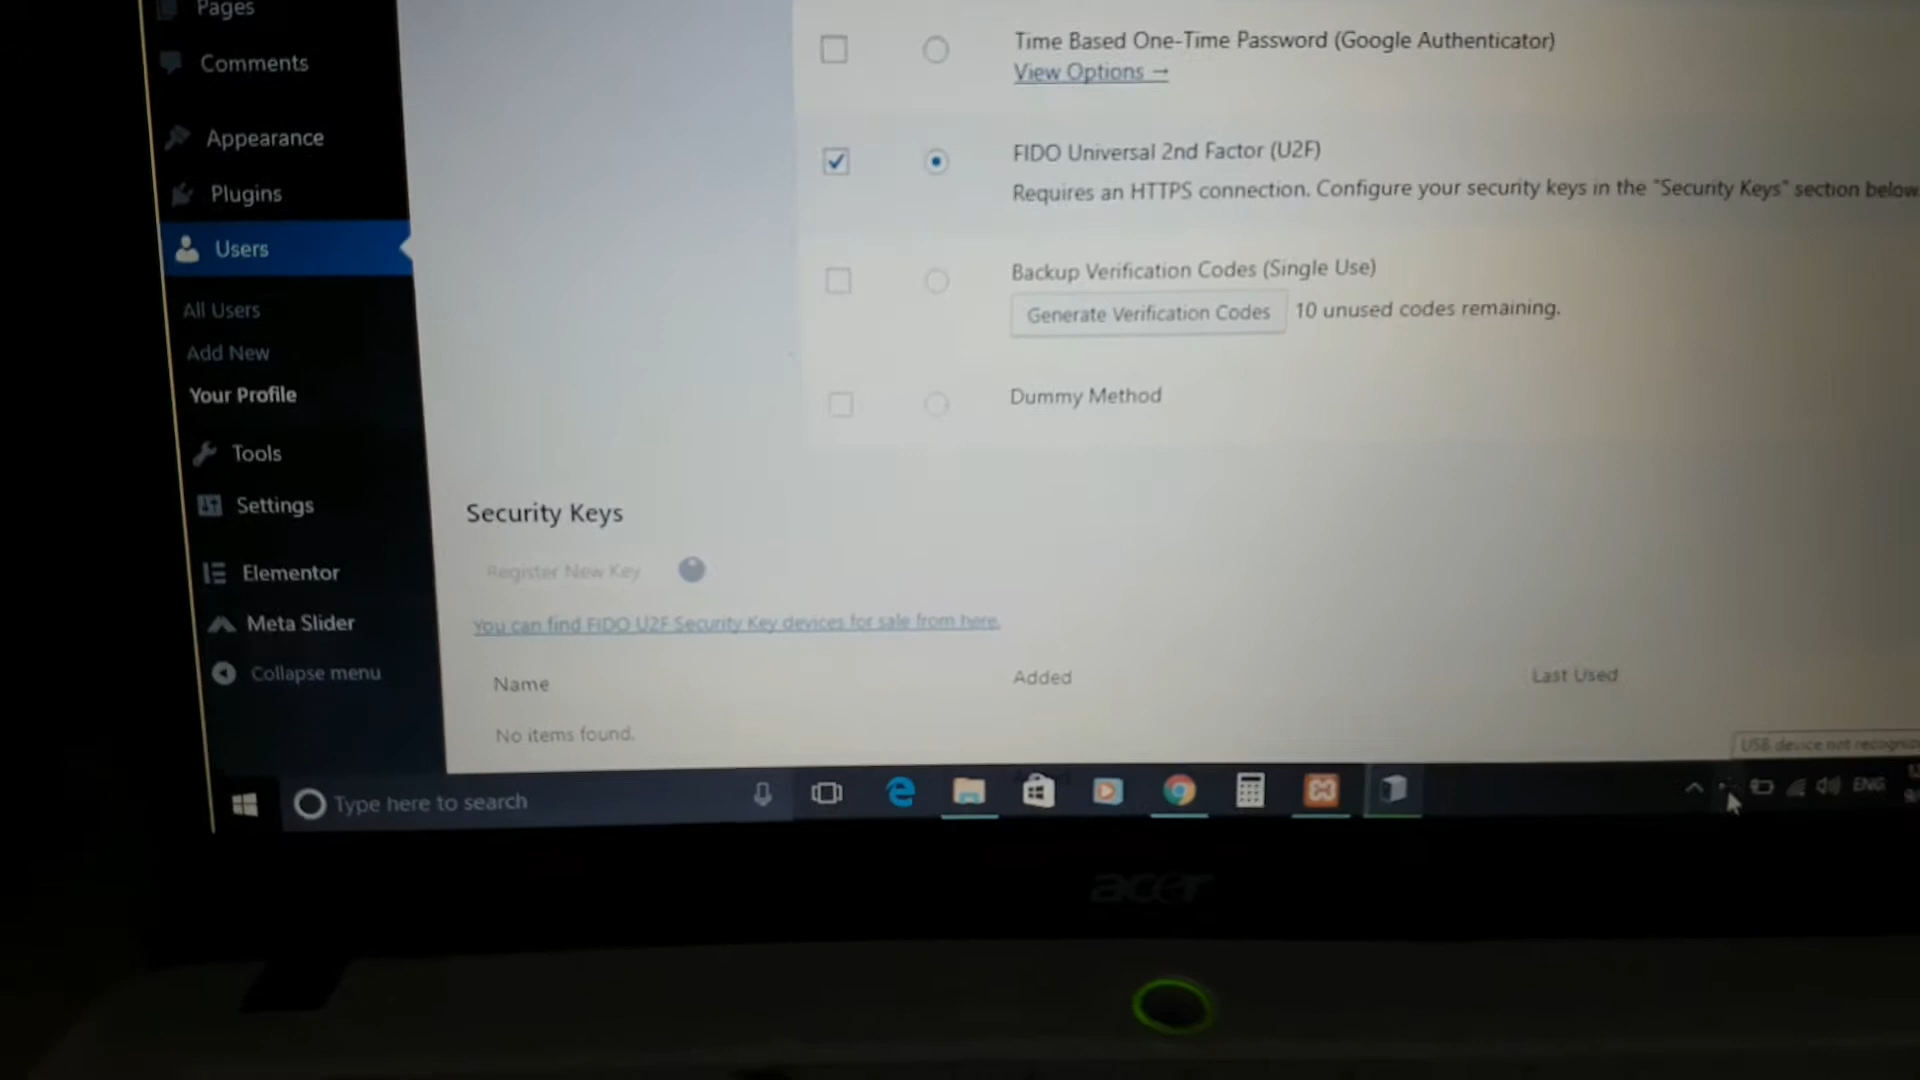 Pages
Comments
Appearance
Plugins
Users
All Users
Add New
Your Profile
Tools
Settings
Elementor
Meta Slider
Collapse menu
Time Based One-Time Password (Google Authenticator)
View Options →
FIDO Universal 2nd Factor (U2F)
Requires an HTTPS connection. Configure your security keys in the "Security Keys" section below
Backup Verification Codes (Single Use)
Generate Verification Codes 10 unused codes remaining.
Dummy Method
Security Keys
Register New Key
You can find FIDO U2F Security Key devices for sale from here.
Name Added Last Used
No items found.
USB device not
Type here to search
ENG
acer